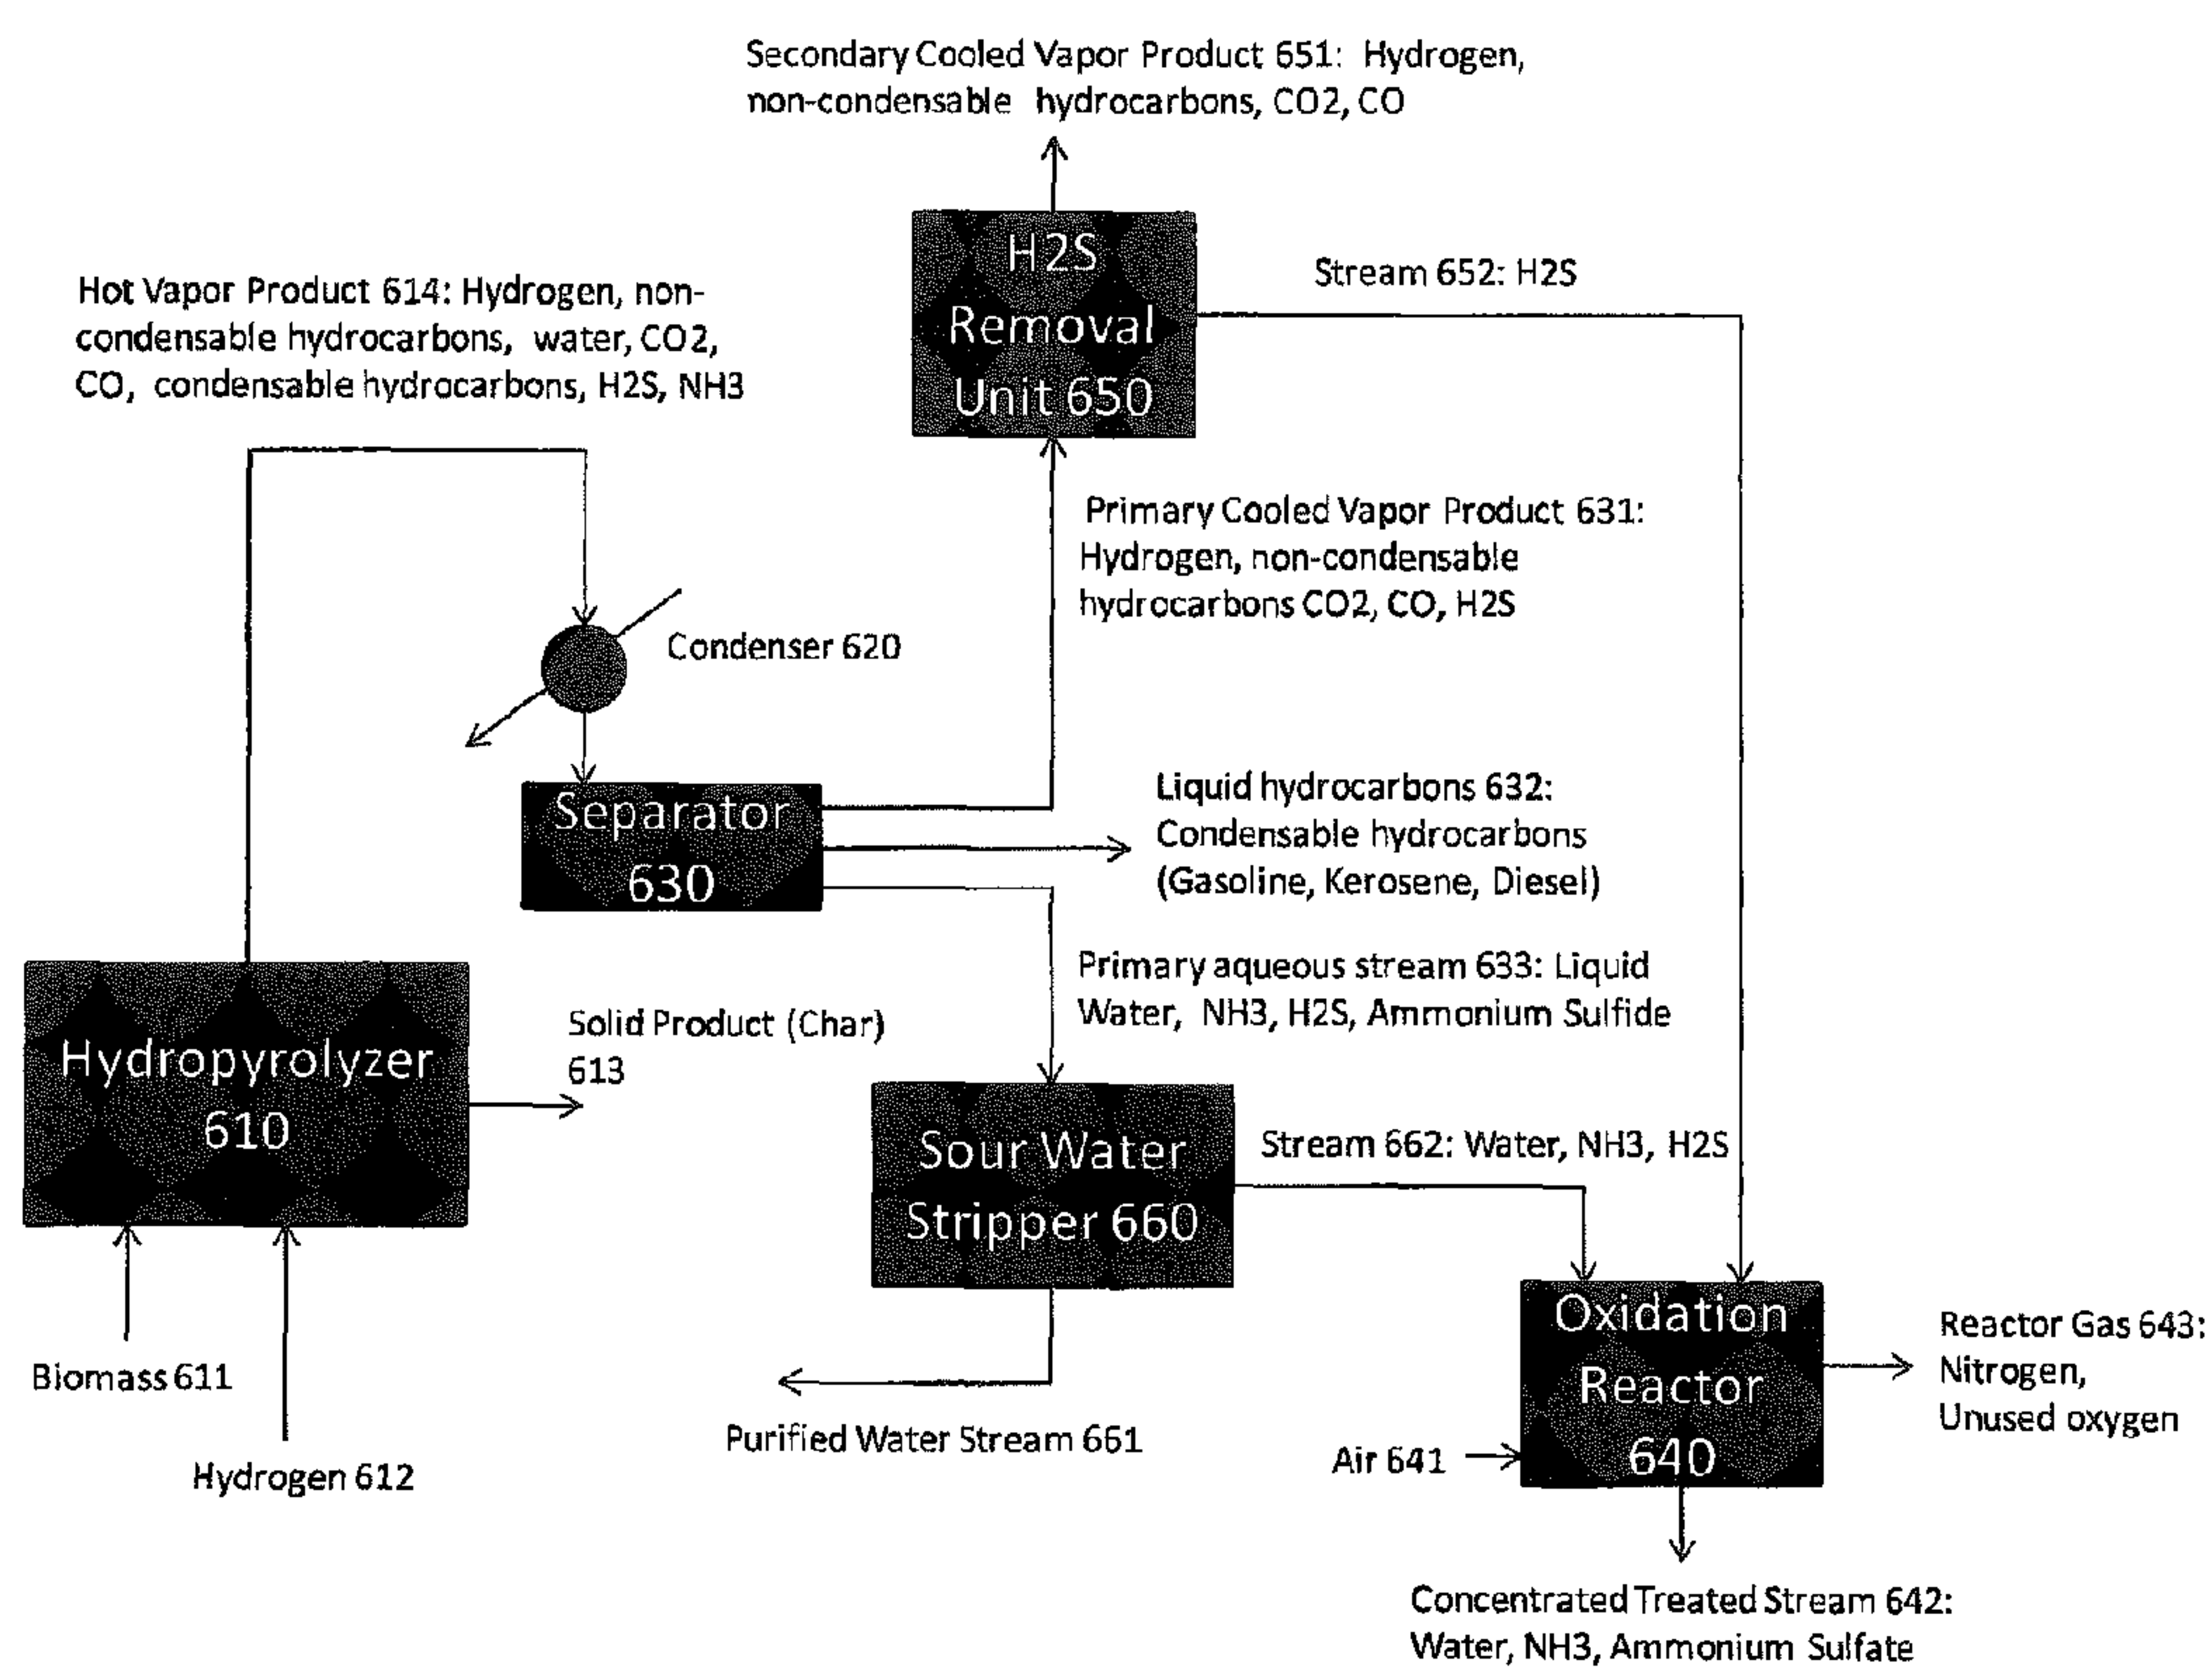 Secondary Cooled Vapor Product 651: Hydrogen,
non-condensable hydrocarbons, CO2, CO
H2S
Removal
Unit 650
Stream 652: H2S
Hot Vapor Product 614: Hydrogen, non-
condensable hydrocarbons, water, CO2,
CO, condensable hydrocarbons, H2S, NH3
Primary Cooled Vapor Product 631:
Hydrogen, non-condensable
hydrocarbons CO2, CO, H2S
Condenser 620
Separator
630
Liquid hydrocarbons 632:
Condensable hydrocarbons
(Gasoline, Kerosene, Diesel)
Primary aqueous stream 633: Liquid
Water, NH3, H2S, Ammonium Sulfide
Hydropyrolyzer
610
Solid Product (Char)
613
Sour Water
Stripper 660
Stream 662: Water, NH3, H2S
Biomass 611
Hydrogen 612
Purified Water Stream 661
Oxidation
Reactor
640
Air 641
Reactor Gas 643:
Nitrogen,
Unused oxygen
Concentrated Treated Stream 642:
Water, NH3, Ammonium Sulfate